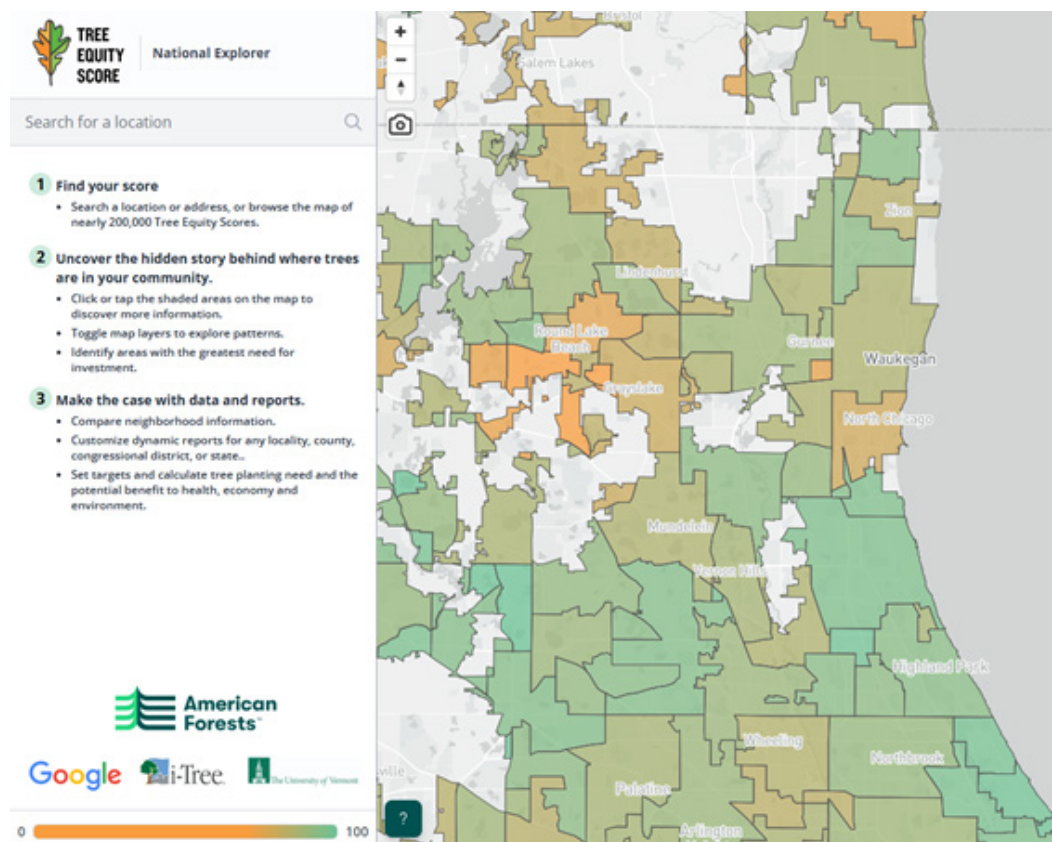 TREE
EQUITY
SCORE
National Explorer
Search for a location
1 Find your score
• Search a location or address, or browse the map of
nearly 200,000 Tree Equity Scores.
2 Uncover the hidden story behind where trees
are in your community.
• Click or tap the shaded areas on the map to
discover more information.
• Toggle map layers to explore patterns.
• Identify areas with the greatest need for
investment.
3 Make the case with data and reports.
• Compare neighborhood information.
• Customize dynamic reports for any locality, county,
congressional district, or state..
• Set targets and calculate tree planting need and the
potential benefit to health, economy and
environment.
American
Forests™
Google
i-Tree
The University of Vermont
0
100
+
−
?
Bristol
Salem Lakes
Zion
Lindenhurst
Round Lake
Beach
Gurnee
Waukegan
Grayslake
North Chicago
Mundelein
Vernon Hills
Highland Park
Wheeling
Northbrook
ville
Palatine
Arlington